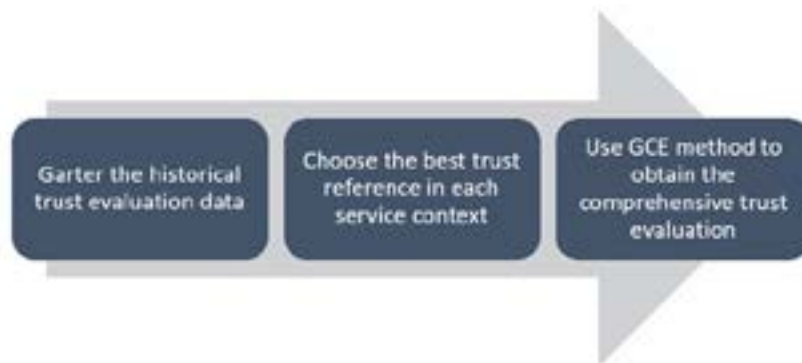 Garter the historical
trust evaluation data
Choose the best trust
reference in each
service context
Use GCE method to
obtain the
comprehensive trust
evaluation